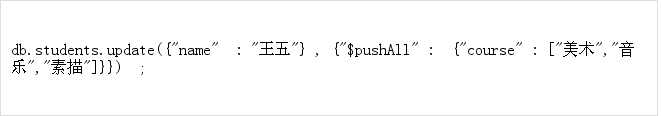 db.students.update({"name"  : "王五"} , {"$pushAll" :  {"course" : ["美术","音
乐","素描"]}})  ;